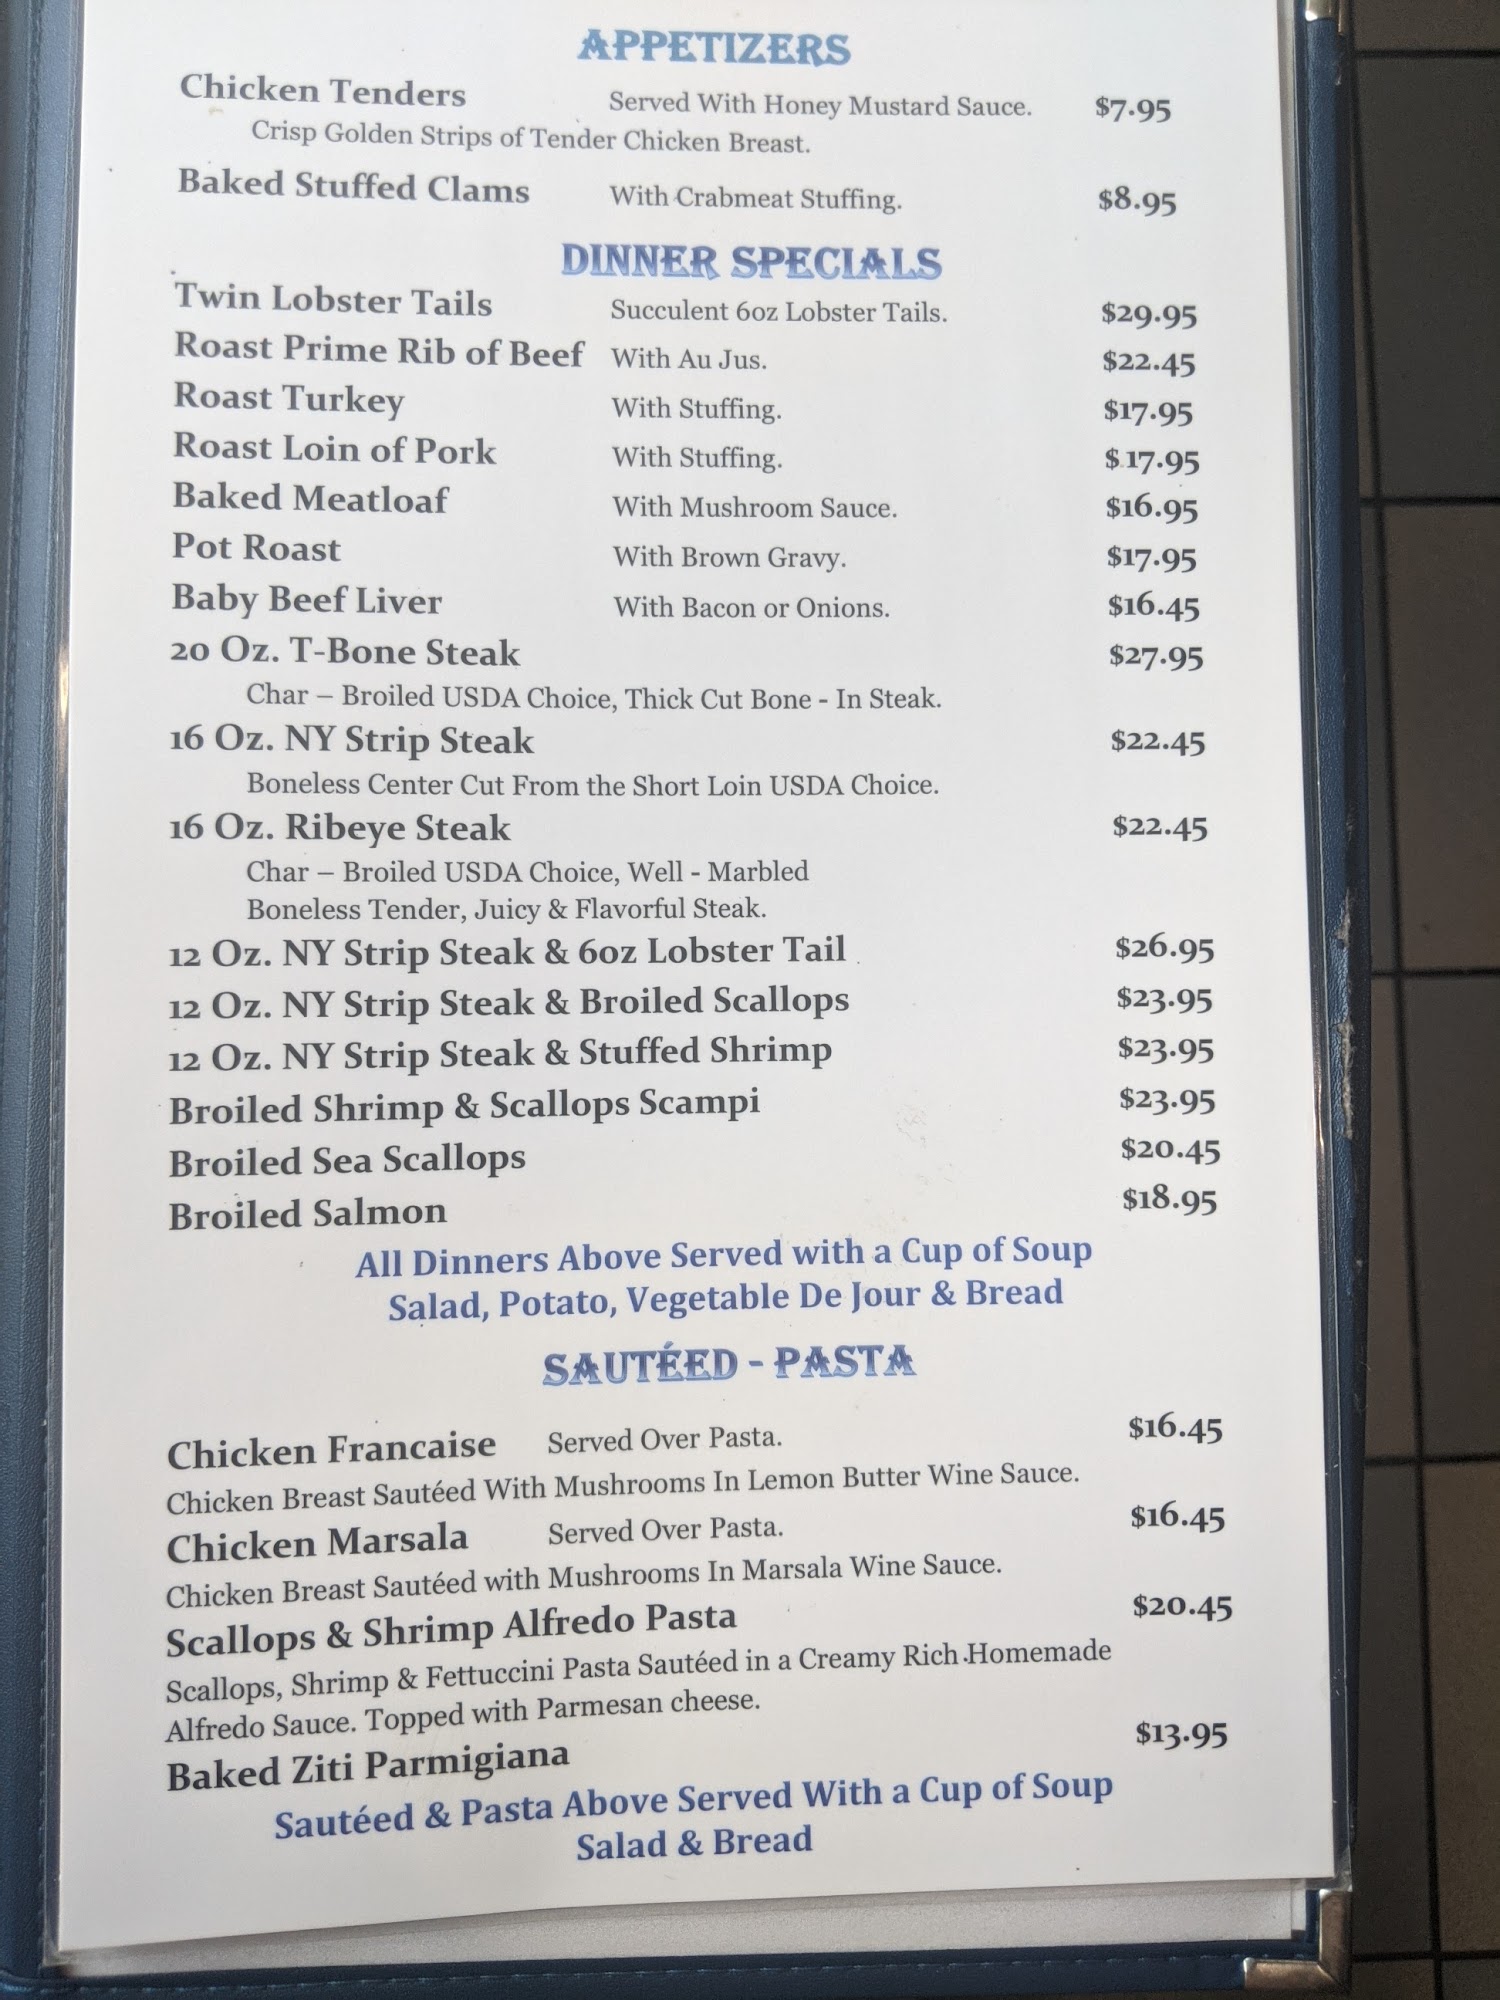 APPETIZERS
Chicken Tenders Served With Honey Mustard Sauce. $7.95
Crisp Golden Strips of Tender Chicken Breast.
Baked Stuffed Clams With Crabmeat Stuffing. $8.95
DINNER SPECIALS
Twin Lobster Tails Succulent 6oz Lobster Tails. $29.95
Roast Prime Rib of Beef With Au Jus. $22.45
Roast Turkey With Stuffing. $17.95
Roast Loin of Pork With Stuffing. $ 17.95
Baked Meatloaf With Mushroom Sauce. $16.95
Pot Roast With Brown Gravy. $17.95
Baby Beef Liver With Bacon or Onions. $16.45
20 Oz. T-Bone Steak $27.95
Char – Broiled USDA Choice, Thick Cut Bone - In Steak.
16 Oz. NY Strip Steak $22.45
Boneless Center Cut From the Short Loin USDA Choice.
16 Oz. Ribeye Steak $22.45
Char – Broiled USDA Choice, Well - Marbled
Boneless Tender, Juicy & Flavorful Steak.
12 Oz. NY Strip Steak & 6oz Lobster Tail $26.95
12 Oz. NY Strip Steak & Broiled Scallops $23.95
12 Oz. NY Strip Steak & Stuffed Shrimp $23.95
Broiled Shrimp & Scallops Scampi $23.95
Broiled Sea Scallops $20.45
Broiled Salmon $18.95
All Dinners Above Served with a Cup of Soup
Salad, Potato, Vegetable De Jour & Bread
SAUTÉED - PASTA
Chicken Francaise Served Over Pasta. $16.45
Chicken Breast Sautéed With Mushrooms In Lemon Butter Wine Sauce.
Chicken Marsala Served Over Pasta. $16.45
Chicken Breast Sautéed with Mushrooms In Marsala Wine Sauce.
Scallops & Shrimp Alfredo Pasta $20.45
Scallops, Shrimp & Fettuccini Pasta Sautéed in a Creamy Rich Homemade
Alfredo Sauce. Topped with Parmesan cheese.
Baked Ziti Parmigiana $13.95
Sautéed & Pasta Above Served With a Cup of Soup
Salad & Bread